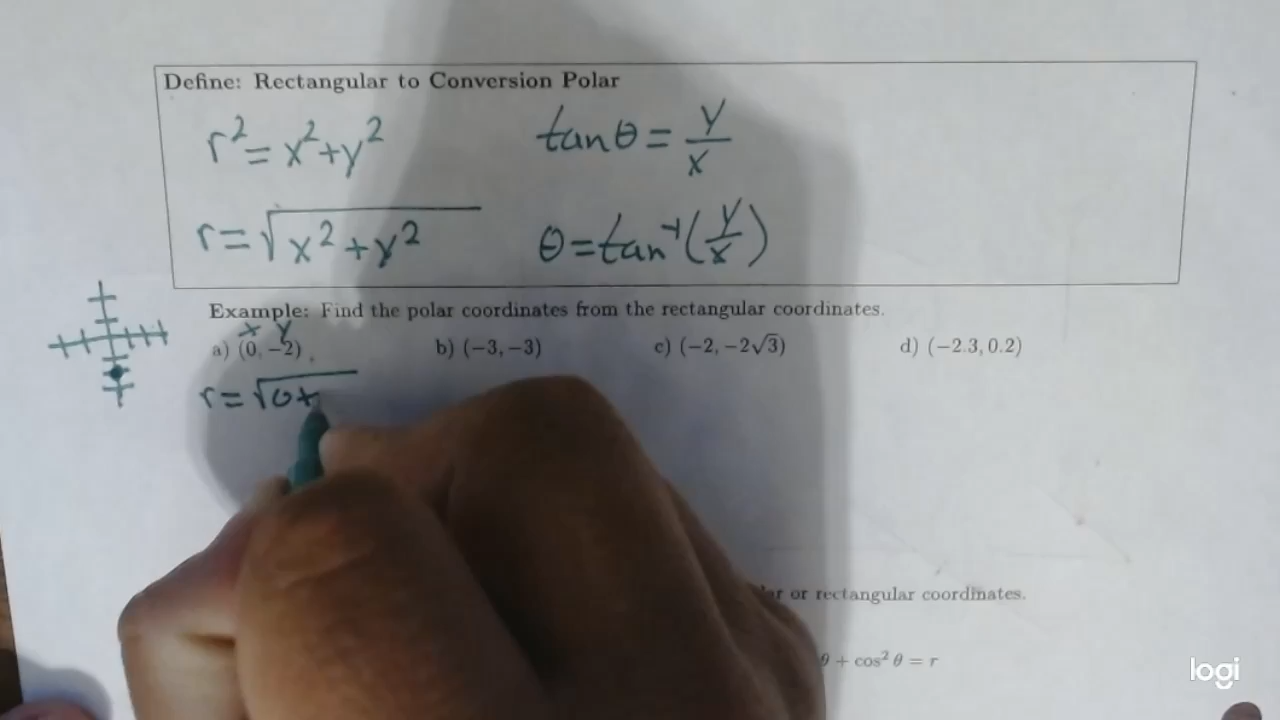 Define: Rectangular to Conversion Polar
r² = x² + y² tan θ = y/x
r = √(x² + y²) θ = tan⁻¹(y/x)
Example: Find the polar coordinates from the rectangular coordinates.
x y
a) (0, −2), b) (−3, −3) c) (−2, −2√3) d) (−2.3, 0.2)
r = √0+
or rectangular coordinates.
θ + cos² θ = r
logi